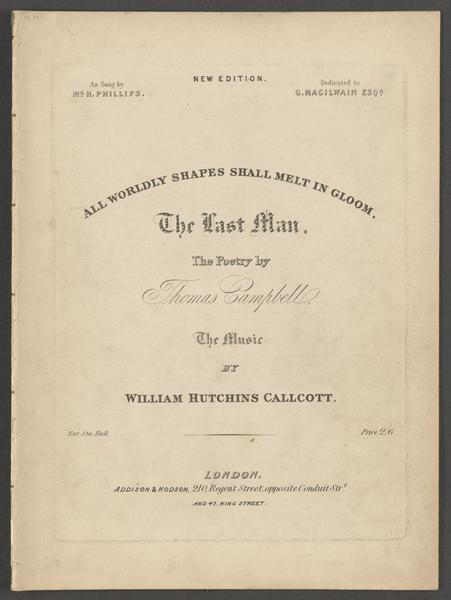 NEW EDITION.
As Sung by
Mr. H. PHILLIPS.
Dedicated to
G. MACILWAIN ESQr.
ALL WORLDLY SHAPES SHALL MELT IN GLOOM.
The Last Man.
The Poetry by
Thomas Campbell.
The Music
BY
WILLIAM HUTCHINS CALLCOTT.
Ent. Sta. Hall.
Price 2/6
LONDON.
ADDISON & HODSON, 210, Regent Street, opposite Conduit Strt.
AND 47, KING STREET.